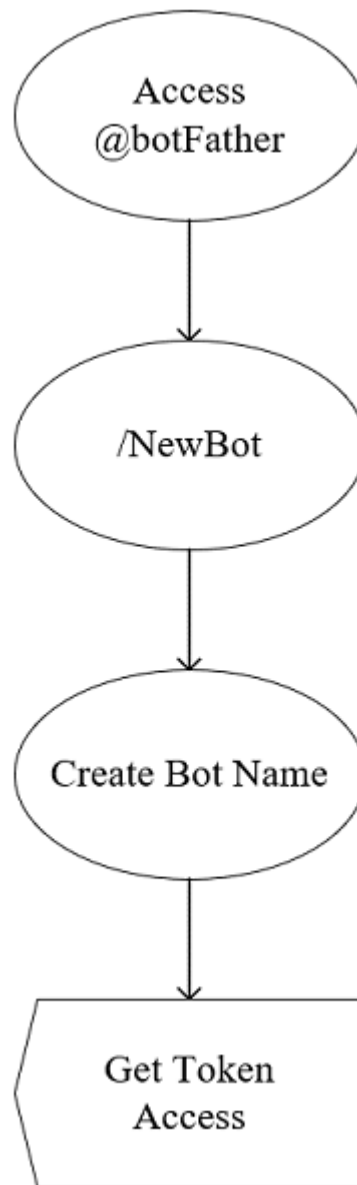 Access
@botFather
/NewBot
Create Bot Name
Get Token
Access